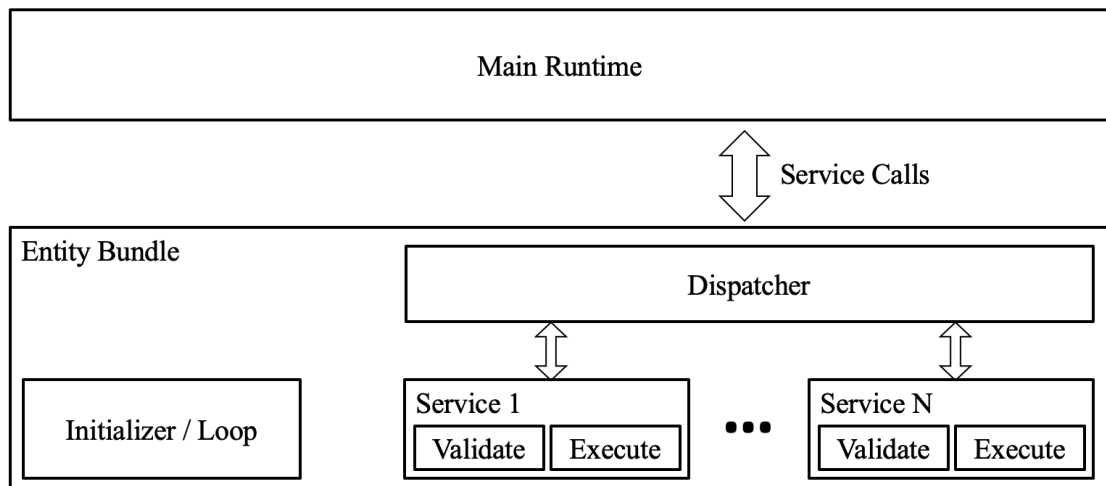 Main Runtime
Service Calls
Entity Bundle
Dispatcher
Initializer / Loop
Service 1
Validate
Execute
Service N
Validate
Execute